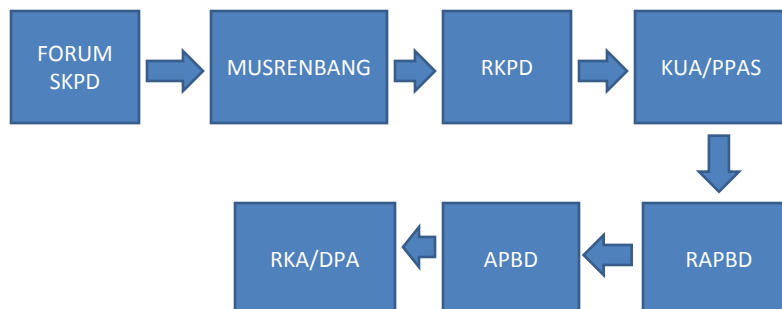 FORUM
SKPD
MUSRENBANG
RKPD
KUA/PPAS
RAPBD
APBD
RKA/DPA